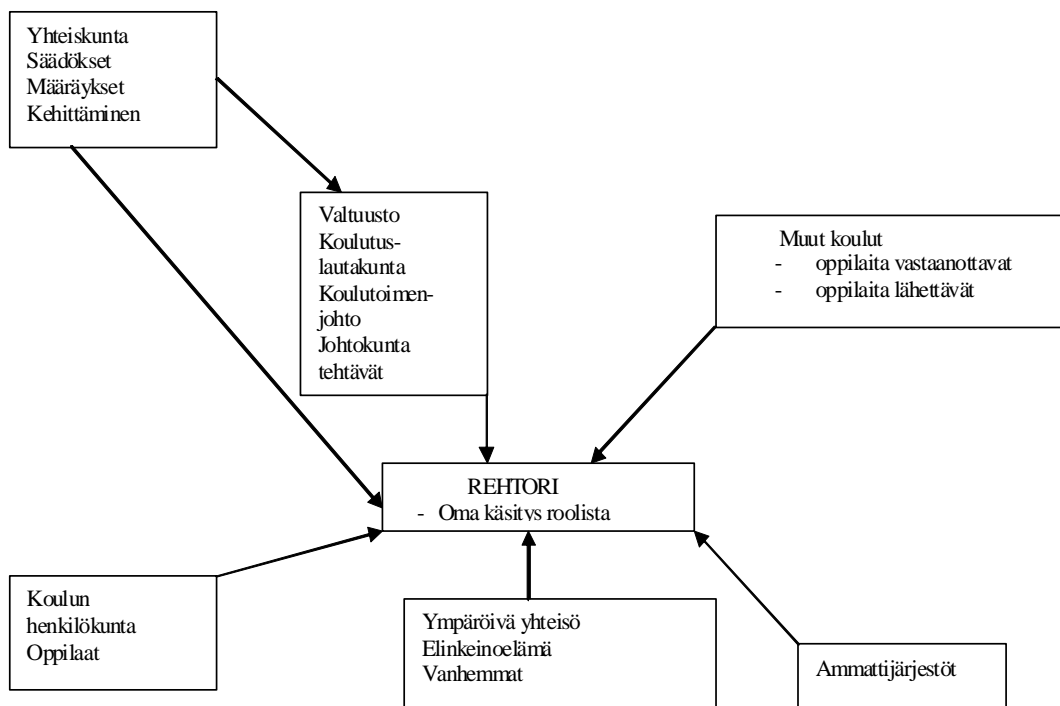 Yhteiskunta
Säädökset
Määräykset
Kehittäminen
Valtuusto
Koulutus-
lautakunta
Koulutoimen-
johto
Johtokunta
tehtävät
Muut koulut
- oppilaita vastaanottavat
- oppilaita lähettävät
REHTORI
- Oma käsitys roolista
Koulun
henkilökunta
Oppilaat
Ympäröivä yhteisö
Elinkeinoelämä
Vanhemmat
Ammattijärjestöt